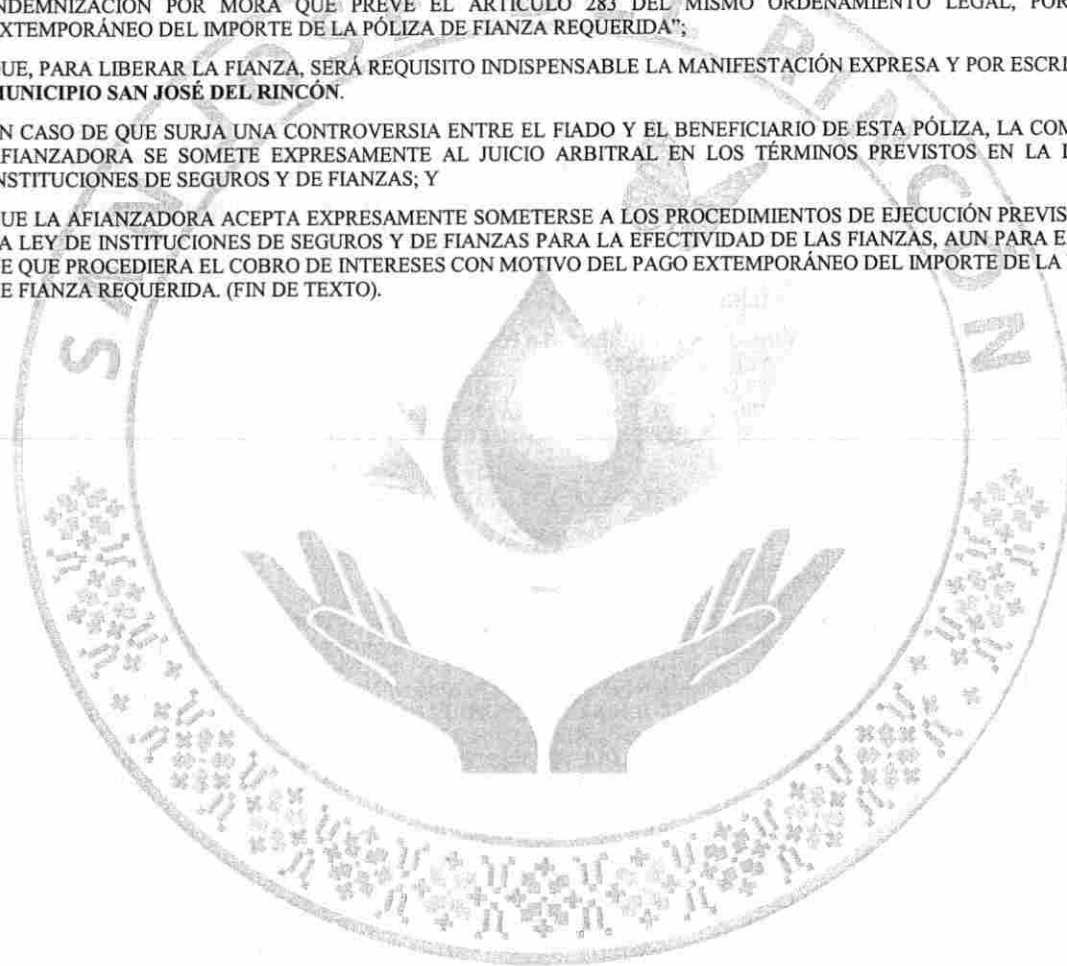 NDEMNIZACIÓN POR MORA QUE PREVÉ EL ARTÍCULO 283 DEL MISMO ORDENAMIENTO LEGAL, POR
XTEMPORÁNEO DEL IMPORTE DE LA PÓLIZA DE FIANZA REQUERIDA";
UE, PARA LIBERAR LA FIANZA, SERÁ REQUISITO INDISPENSABLE LA MANIFESTACIÓN EXPRESA Y POR ESCRI
MUNICIPIO SAN JOSÉ DEL RINCÓN.
N CASO DE QUE SURJA UNA CONTROVERSIA ENTRE EL FIADO Y EL BENEFICIARIO DE ESTA PÓLIZA, LA COM
FIANZADORA SE SOMETE EXPRESAMENTE AL JUICIO ARBITRAL EN LOS TÉRMINOS PREVISTOS EN LA L
NSTITUCIONES DE SEGUROS Y DE FIANZAS; Y
UE LA AFIANZADORA ACEPTA EXPRESAMENTE SOMETERSE A LOS PROCEDIMIENTOS DE EJECUCIÓN PREVIS
A LEY DE INSTITUCIONES DE SEGUROS Y DE FIANZAS PARA LA EFECTIVIDAD DE LAS FIANZAS, AUN PARA E
E QUE PROCEDIERA EL COBRO DE INTERESES CON MOTIVO DEL PAGO EXTEMPORÁNEO DEL IMPORTE DE LA
E FIANZA REQUERIDA. (FIN DE TEXTO).
SAN JOSÉ RINCON